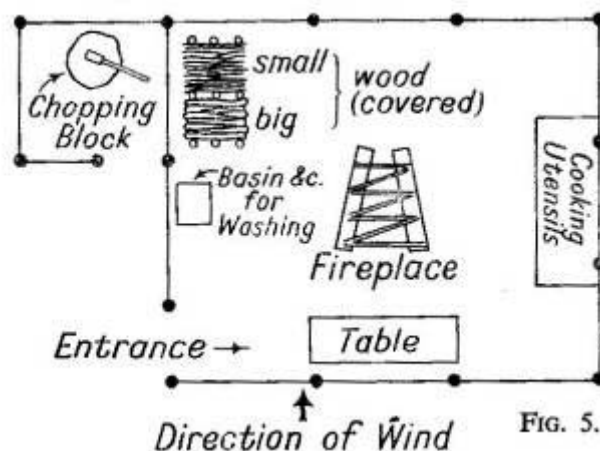 small
big
wood
(covered)
Chopping
Block
Basin &c.
for
Washing
Cooking
Utensils
Fireplace
Entrance →
Table
Direction of Wind
FIG. 5.